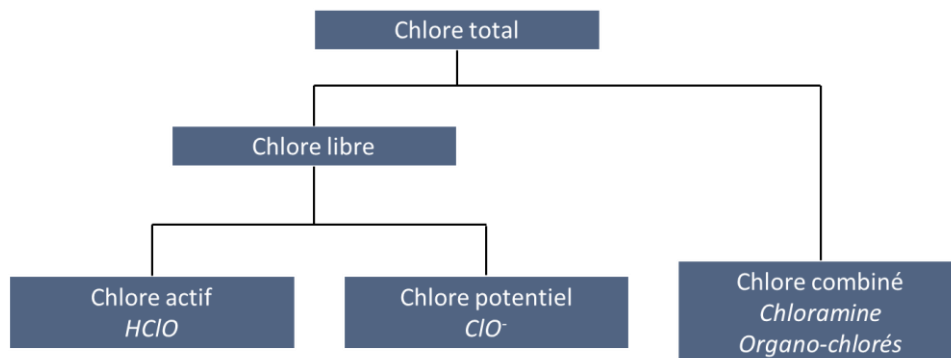 Chlore total
Chlore libre
Chlore actif
HClO
Chlore potentiel
ClO⁻
Chlore combiné
Chloramine
Organo-chlorés